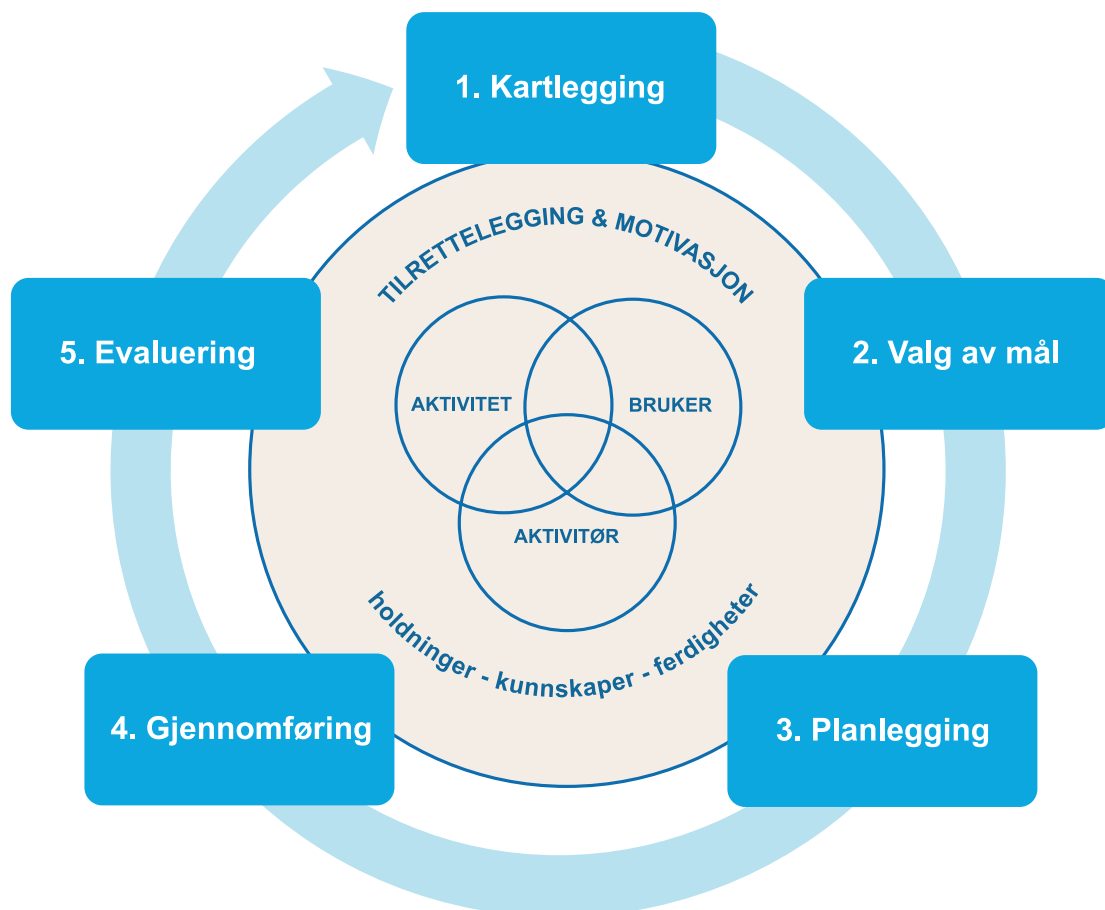 1. Kartlegging
TILRETTELEGGING & MOTIVASJON
5. Evaluering
2. Valg av mål
AKTIVITET
BRUKER
AKTIVITØR
holdninger - kunnskaper - ferdigheter
4. Gjennomføring
3. Planlegging